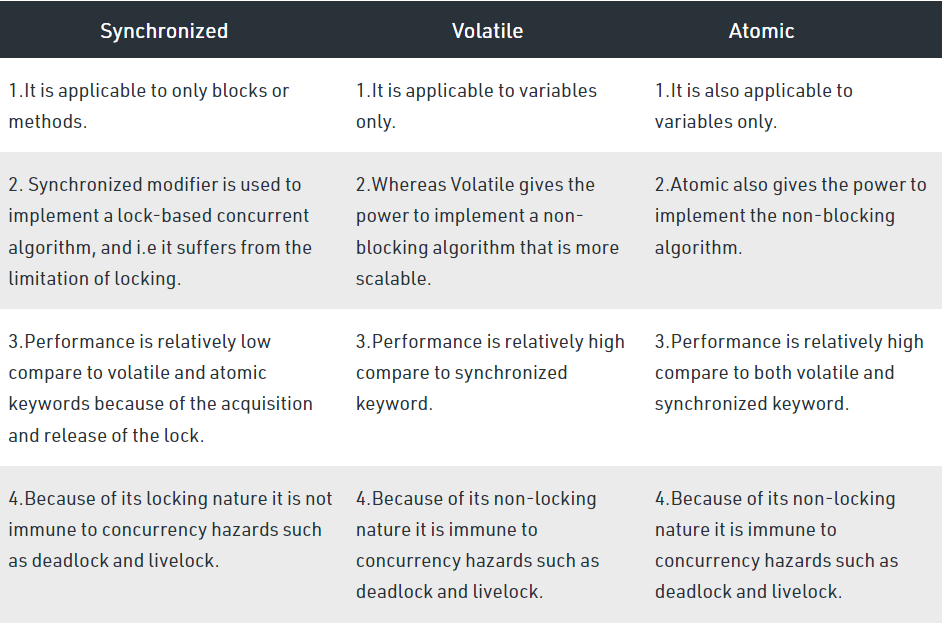 Synchronized Volatile Atomic
1.It is applicable to only blocks or
methods.
1.It is applicable to variables
only.
1.It is also applicable to
variables only.
2. Synchronized modifier is used to
implement a lock-based concurrent
algorithm, and i.e it suffers from the
limitation of locking.
2.Whereas Volatile gives the
power to implement a non-
blocking algorithm that is more
scalable.
2.Atomic also gives the power to
implement the non-blocking
algorithm.
3.Performance is relatively low
compare to volatile and atomic
keywords because of the acquisition
and release of the lock.
3.Performance is relatively high
compare to synchronized
keyword.
3.Performance is relatively high
compare to both volatile and
synchronized keyword.
4.Because of its locking nature it is not
immune to concurrency hazards such
as deadlock and livelock.
4.Because of its non-locking
nature it is immune to
concurrency hazards such as
deadlock and livelock.
4.Because of its non-locking
nature it is immune to
concurrency hazards such as
deadlock and livelock.